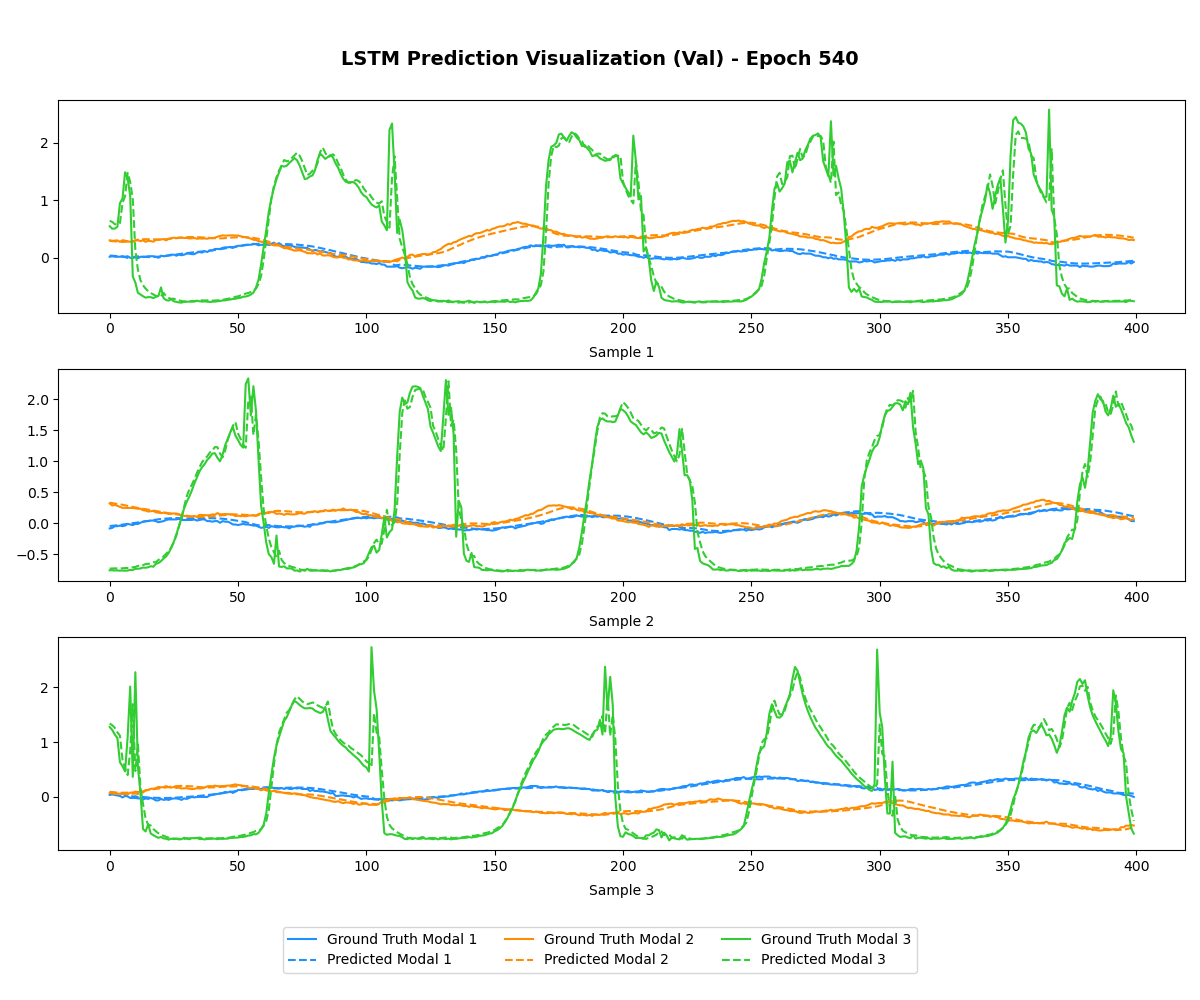 LSTM Prediction Visualization (Val) - Epoch 540
2
1
0
0 50 100 150 200 250 300 350 400
Sample 1
2.0
1.5
1.0
0.5
0.0
−0.5
0 50 100 150 200 250 300 350 400
Sample 2
2
1
0
0 50 100 150 200 250 300 350 400
Sample 3
Ground Truth Modal 1 Ground Truth Modal 2 Ground Truth Modal 3
Predicted Modal 1 Predicted Modal 2 Predicted Modal 3